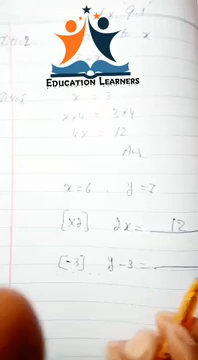 EDUCATION LEARNERS
x = 3
x×4 = 3×4
4x = 12
Ans
x=6 , y=7
[×2] 2x = 12
[-3] y-3=